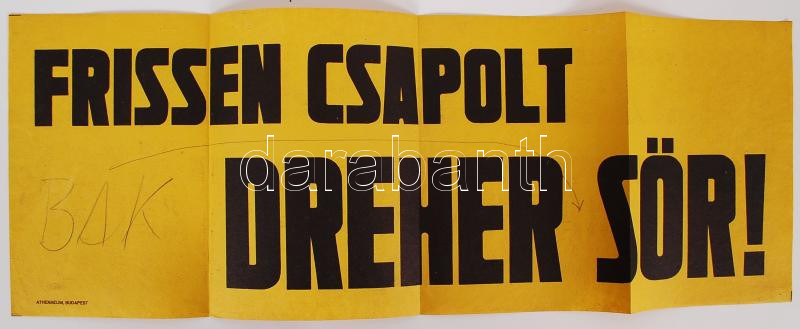 FRISSEN CSAPOLT
DREHER SÖR!
BAK
darabanth
ATHENAEUM, BUDAPEST